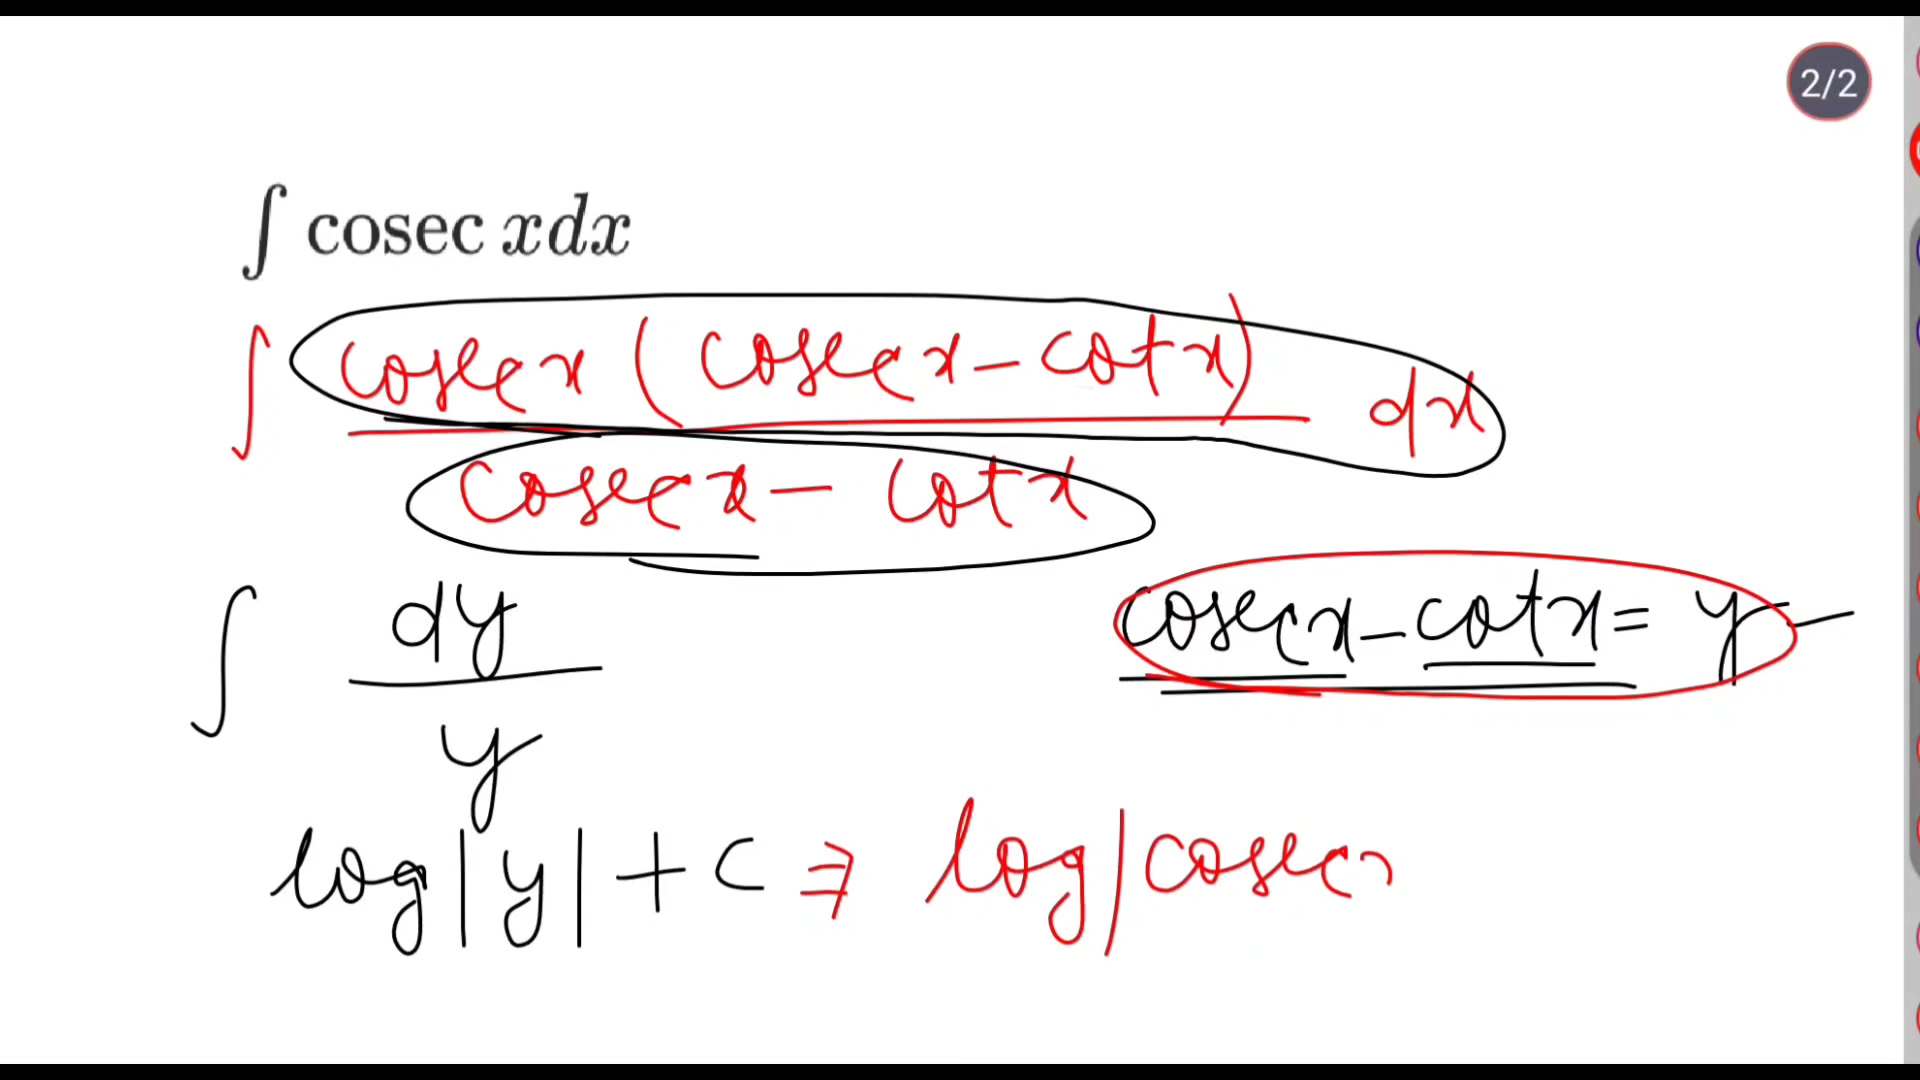 2/2
∫ cosec xdx
∫ cosecx (cosecx - cotx) dx
cosecx - cotx
∫ dy
cosecx - cotx = y
y
log|y| + c ⇒ log|cosec